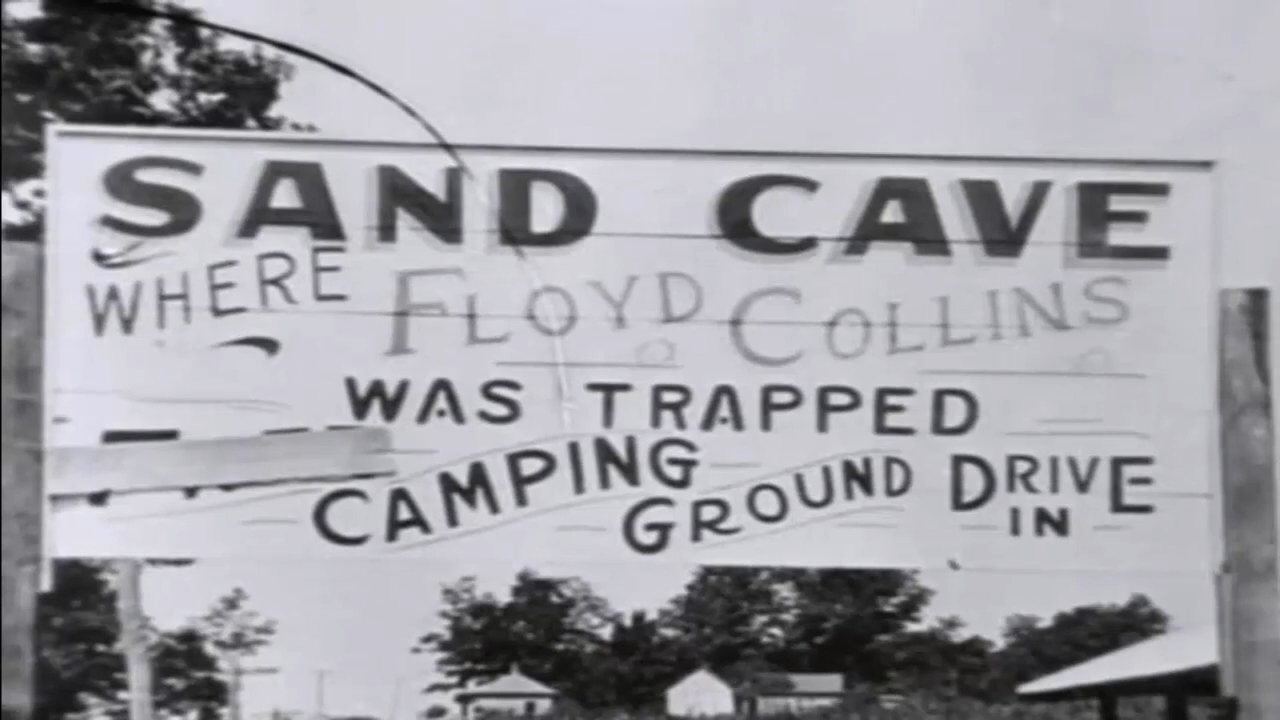 SAND CAVE
WHERE FLOYD COLLINS
WAS TRAPPED
CAMPING GROUND DRIVE
IN